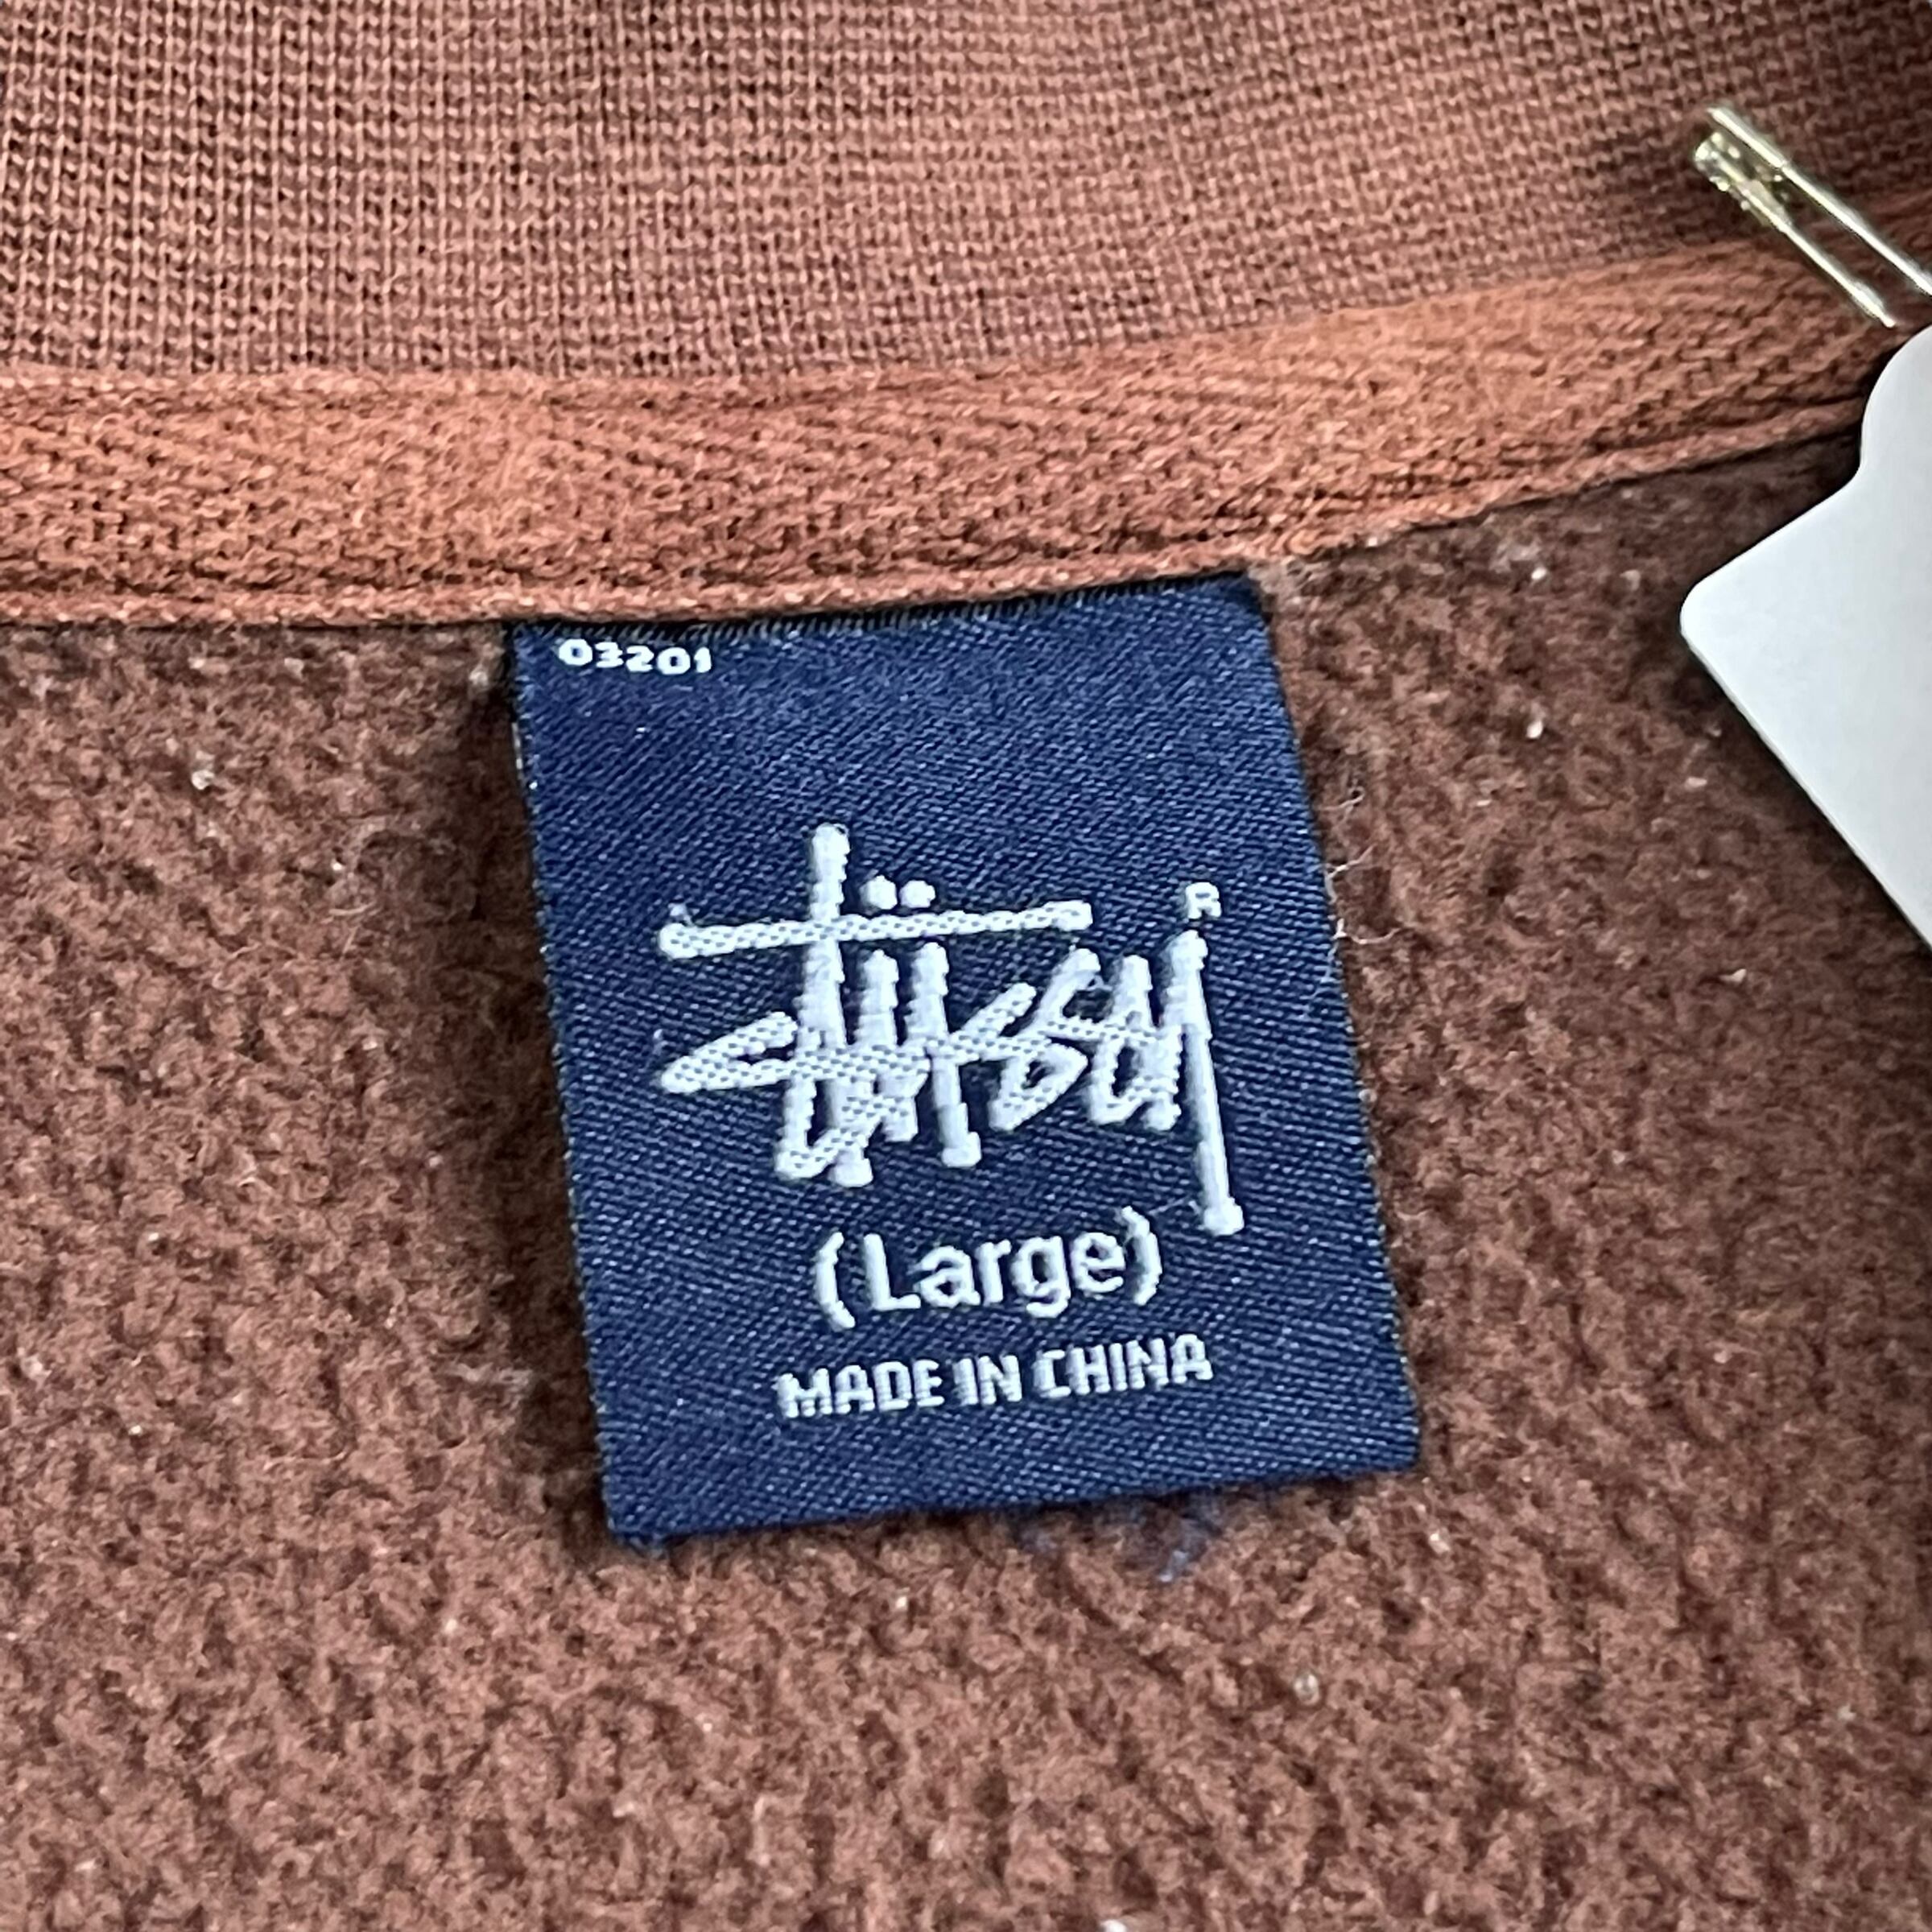 03201
Stüssy ®
(Large)
MADE IN CHINA